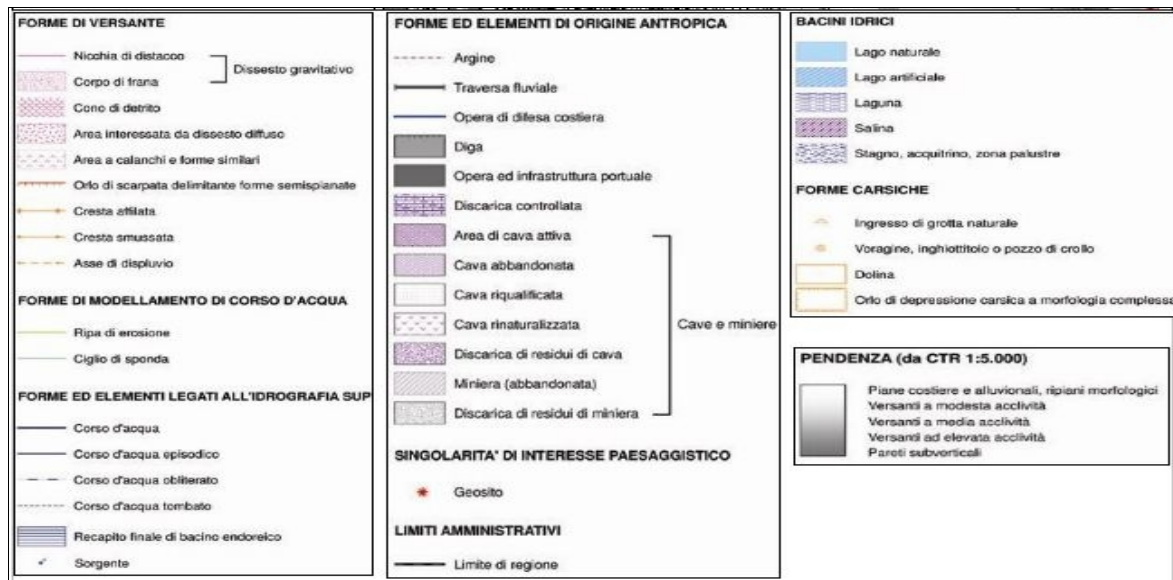 FORME DI VERSANTE
Nicchia di distacco
Corpo di frana
Dissesto gravitativo
Cono di detrito
Area interessata da dissesto diffuso
Area a calanchi e forme similari
Orlo di scarpata delimitante forme semispianate
Cresta affilata
Cresta smussata
Asse di displuvio
FORME DI MODELLAMENTO DI CORSO D'ACQUA
Ripa di erosione
Ciglio di sponda
FORME ED ELEMENTI LEGATI ALL'IDROGRAFIA SUP
Corso d'acqua
Corso d'acqua episodico
Corso d'acqua obliterato
Corso d'acqua tombato
Recapito finale di bacino endoreico
Sorgente
FORME ED ELEMENTI DI ORIGINE ANTROPICA
Argine
Traversa fluviale
Opera di difesa costiera
Diga
Opera ed infrastruttura portuale
Discarica controllata
Area di cava attiva
Cava abbandonata
Cava riqualificata
Cava rinaturalizzata
Cave e miniere
Discarica di residui di cava
Miniera (abbandonata)
Discarica di residui di miniera
SINGOLARITA' DI INTERESSE PAESAGGISTICO
Geosito
LIMITI AMMINISTRATIVI
Limite di regione
BACINI IDRICI
Lago naturale
Lago artificiale
Laguna
Salina
Stagno, acquitrino, zona palustre
FORME CARSICHE
Ingresso di grotta naturale
Voragine, inghiottitoio o pozzo di crollo
Dolina
Orlo di depressione carsica a morfologia complessa
PENDENZA (da CTR 1:5.000)
Piane costiere e alluvionali, ripiani morfologici
Versanti a modesta acclività
Versanti a media acclività
Versanti ad elevata acclività
Pareti subverticali